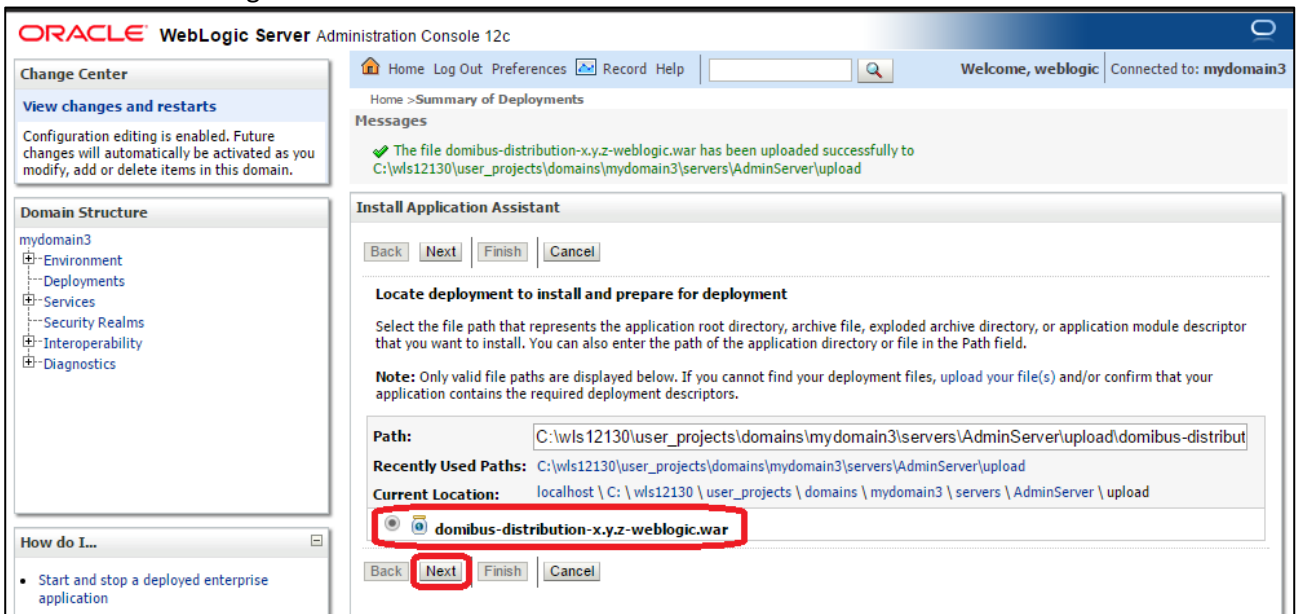 ORACLE WebLogic Server Administration Console 12c
Change Center
View changes and restarts
Configuration editing is enabled. Future
changes will automatically be activated as you
modify, add or delete items in this domain.
Domain Structure
mydomain3
Environment
Deployments
Services
Security Realms
Interoperability
Diagnostics
How do I...
Start and stop a deployed enterprise
application
Home Log Out Preferences Record Help
Welcome, weblogic Connected to: mydomain3
Home >Summary of Deployments
Messages
The file domibus-distribution-x.y.z-weblogic.war has been uploaded successfully to
C:\wls12130\user_projects\domains\mydomain3\servers\AdminServer\upload
Install Application Assistant
Back Next Finish Cancel
Locate deployment to install and prepare for deployment
Select the file path that represents the application root directory, archive file, exploded archive directory, or application module descriptor
that you want to install. You can also enter the path of the application directory or file in the Path field.
Note: Only valid file paths are displayed below. If you cannot find your deployment files, upload your file(s) and/or confirm that your
application contains the required deployment descriptors.
Path: C:\wls12130\user_projects\domains\mydomain3\servers\AdminServer\upload\domibus-distribut
Recently Used Paths: C:\wls12130\user_projects\domains\mydomain3\servers\AdminServer\upload
Current Location: localhost \ C: \ wls12130 \ user_projects \ domains \ mydomain3 \ servers \ AdminServer \ upload
domibus-distribution-x.y.z-weblogic.war
Back Next Finish Cancel